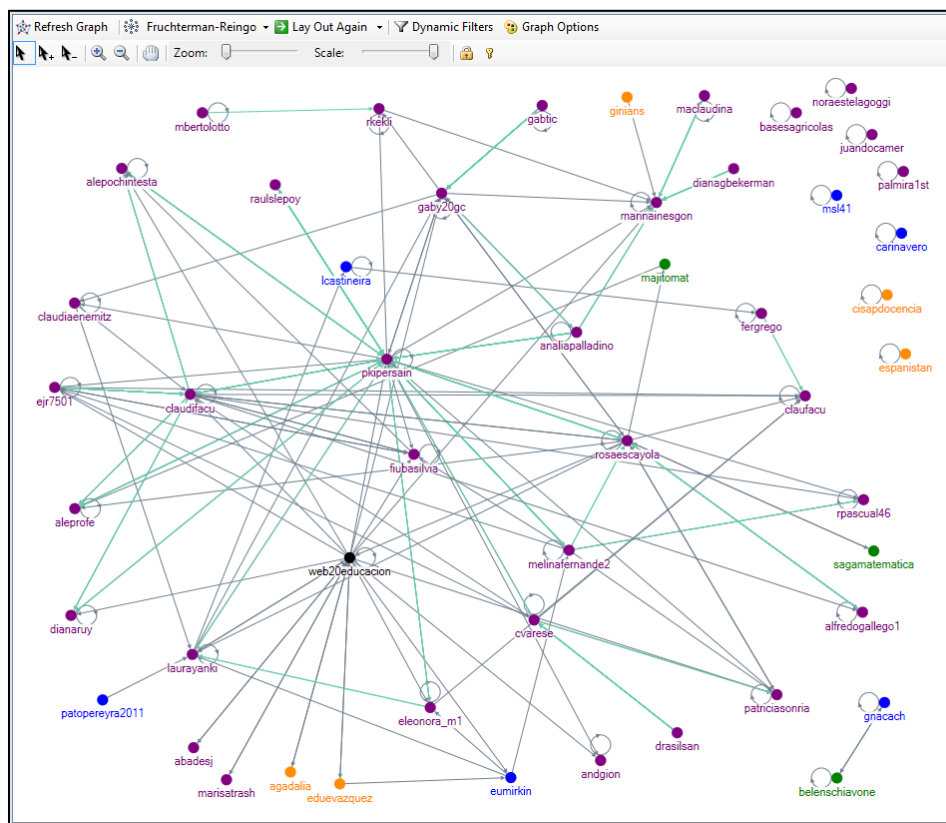 Refresh Graph Fruchterman-Reingo Lay Out Again Dynamic Filters Graph Options
Zoom: Scale:
noraestelagoggi
ginians
maclaudina
mbertolotto
rkekli
gabtic
basesagricolas
juandocamer
alepochintesta
raulslepoy
dianagbekerman
palmira1st
gaby20gc
marinainesgon
msl41
carinavero
lcastineira
majitomat
claudiaenemitz
cisapdocencia
fergrego
analiapalladino
pkipersain
espanistan
ejr7501
claudifacu
claufacu
fiubasilvia
rosaescayola
aleprofe
rpascual46
melinafernande2
sagamatematica
web20educacion
dianaruy
cvarese
alfredogallego1
laurayanki
patopereyra2011
eleonora_m1
patriciasonria
gnacach
abadesj
drasilsan
marisatrash
agadalia
eduevazquez
eumirkin
andgion
belenschiavone